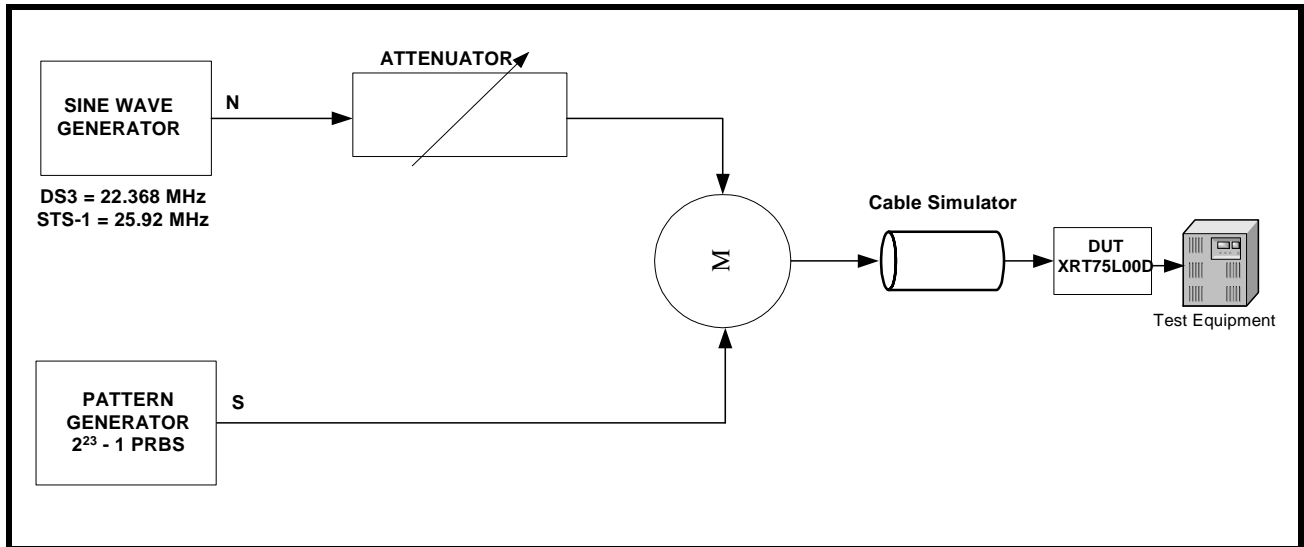 ATTENUATOR
SINE WAVE
GENERATOR
N
DS3 = 22.368 MHz
STS-1 = 25.92 MHz
Σ
Cable Simulator
DUT
XRT75L00D
Test Equipment
PATTERN
GENERATOR
2²³ - 1 PRBS
S